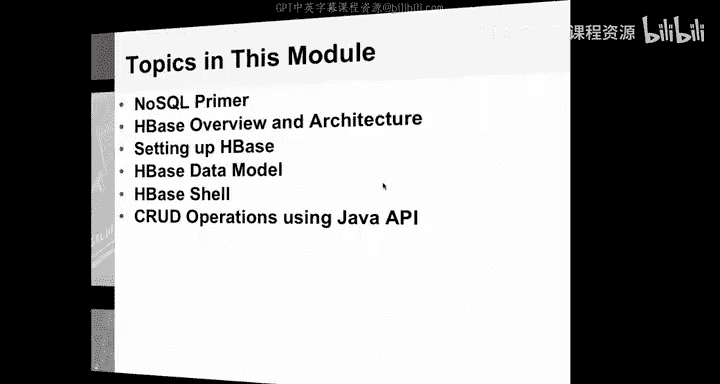 GPT中英字幕课程资源@bilibili.com
课程资源 bilibili
Topics in This Module
• NoSQL Primer
• HBase Overview and Architecture
• Setting up HBase
• HBase Data Model
• HBase Shell
• CRUD Operations using Java API